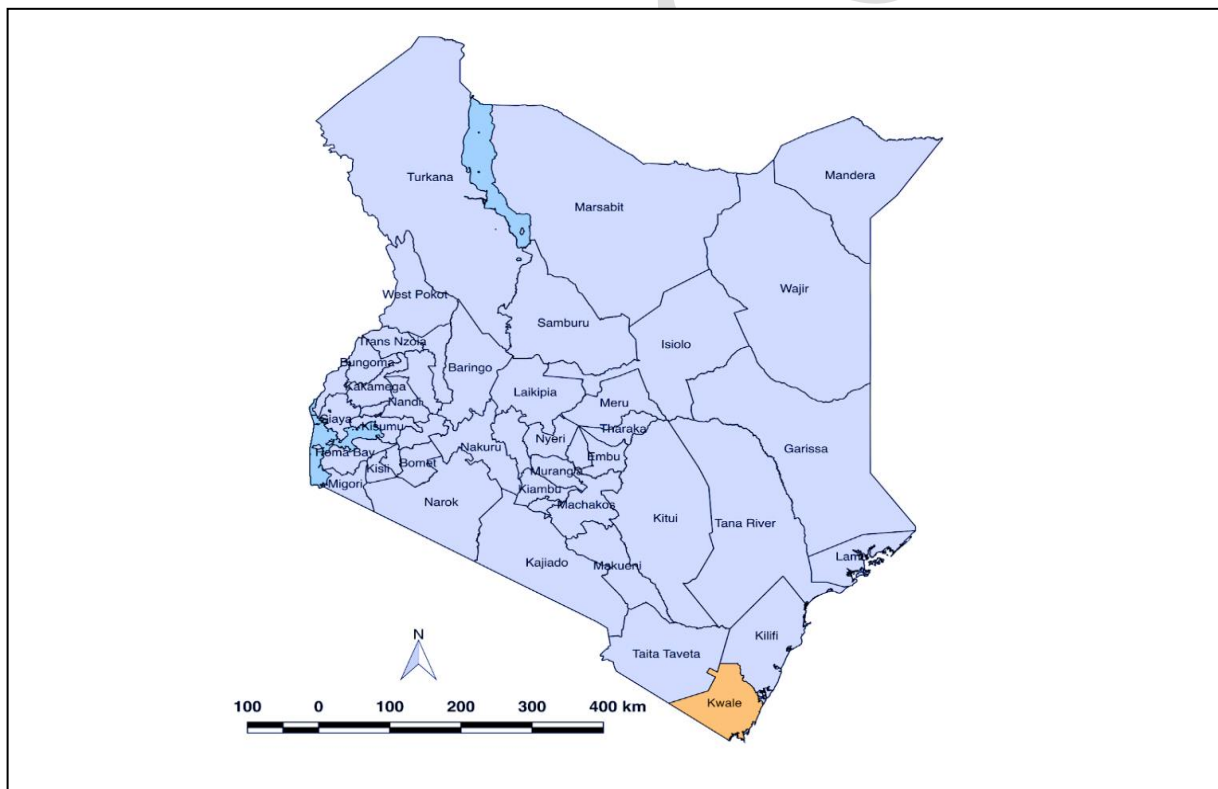 Mandera
Turkana
Marsabit
Wajir
West Pokot
Samburu
Isiolo
Trans Nzoia
Bungoma
Baringo
Kakamega
Laikipia
Nandi
Meru
Siaya
Kisumu
Tharaka
Nyeri
Nakuru
Garissa
Homa Bay
Embu
Kisii
Bomet
Muranga
Migori
Kiambu
Narok
Machakos
Kitui
Tana River
Kajiado
Makueni
Lamu
N
Kilifi
Taita Taveta
Kwale
100 0 100 200 300 400 km